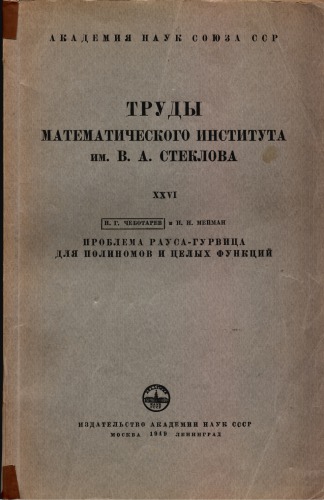 АКАДЕМИЯ НАУК СОЮЗА ССР
ТРУДЫ
МАТЕМАТИЧЕСКОГО ИНСТИТУТА
им. В. А. СТЕКЛОВА
XXVI
Н. Г. ЧЕБОТАРЕВ и Н. Н. МЕЙМАН
ПРОБЛЕМА РАУСА-ГУРВИЦА
ДЛЯ ПОЛИНОМОВ И ЦЕЛЫХ ФУНКЦИЙ
ИЗДАТЕЛЬСТВО АКАДЕМИИ НАУК СССР
МОСКВА 1949 ЛЕНИНГРАД